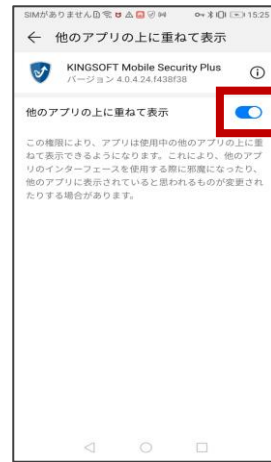 SIMがありません 15:25
← 他のアプリの上に重ねて表示
KINGSOFT Mobile Security Plus
バージョン 4.0.4.24.f438f38
他のアプリの上に重ねて表示
この権限により、アプリは使用中の他のアプリの上に重
ねて表示できるようになります。これにより、他のアプ
リのインターフェースを使用する際に邪魔になったり、
他のアプリに表示されていると思われるものが変更され
たりする場合があります。